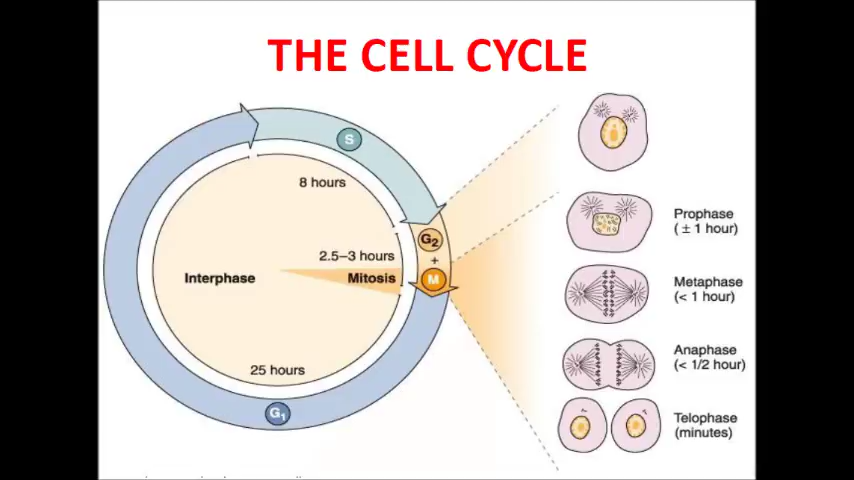 THE CELL CYCLE
S
8 hours
G2
+
2.5–3 hours
Interphase
Mitosis
M
25 hours
G1
Prophase
(± 1 hour)
Metaphase
(< 1 hour)
Anaphase
(< 1/2 hour)
Telophase
(minutes)